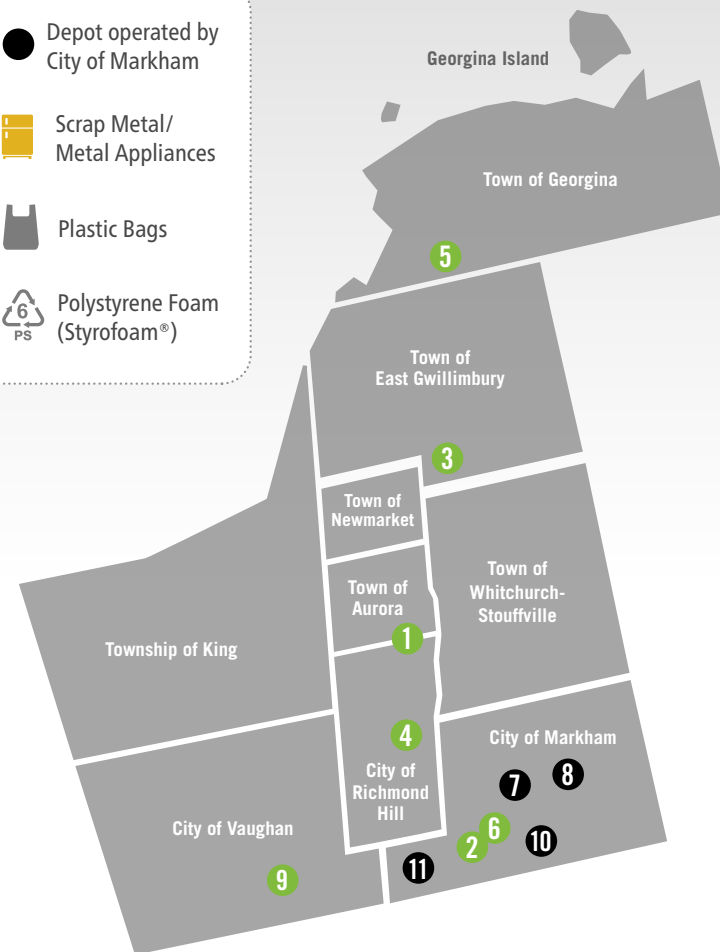 Depot operated by
City of Markham
Scrap Metal/
Metal Appliances
Plastic Bags
6
PS
Polystyrene Foam
(Styrofoam®)
Georgina Island
Town of Georgina
5
Town of
East Gwillimbury
3
Town of
Newmarket
Town of
Aurora
1
Town of
Whitchurch-
Stouffville
Township of King
4
City of
Richmond
Hill
City of Markham
7
8
6
2
10
11
City of Vaughan
9